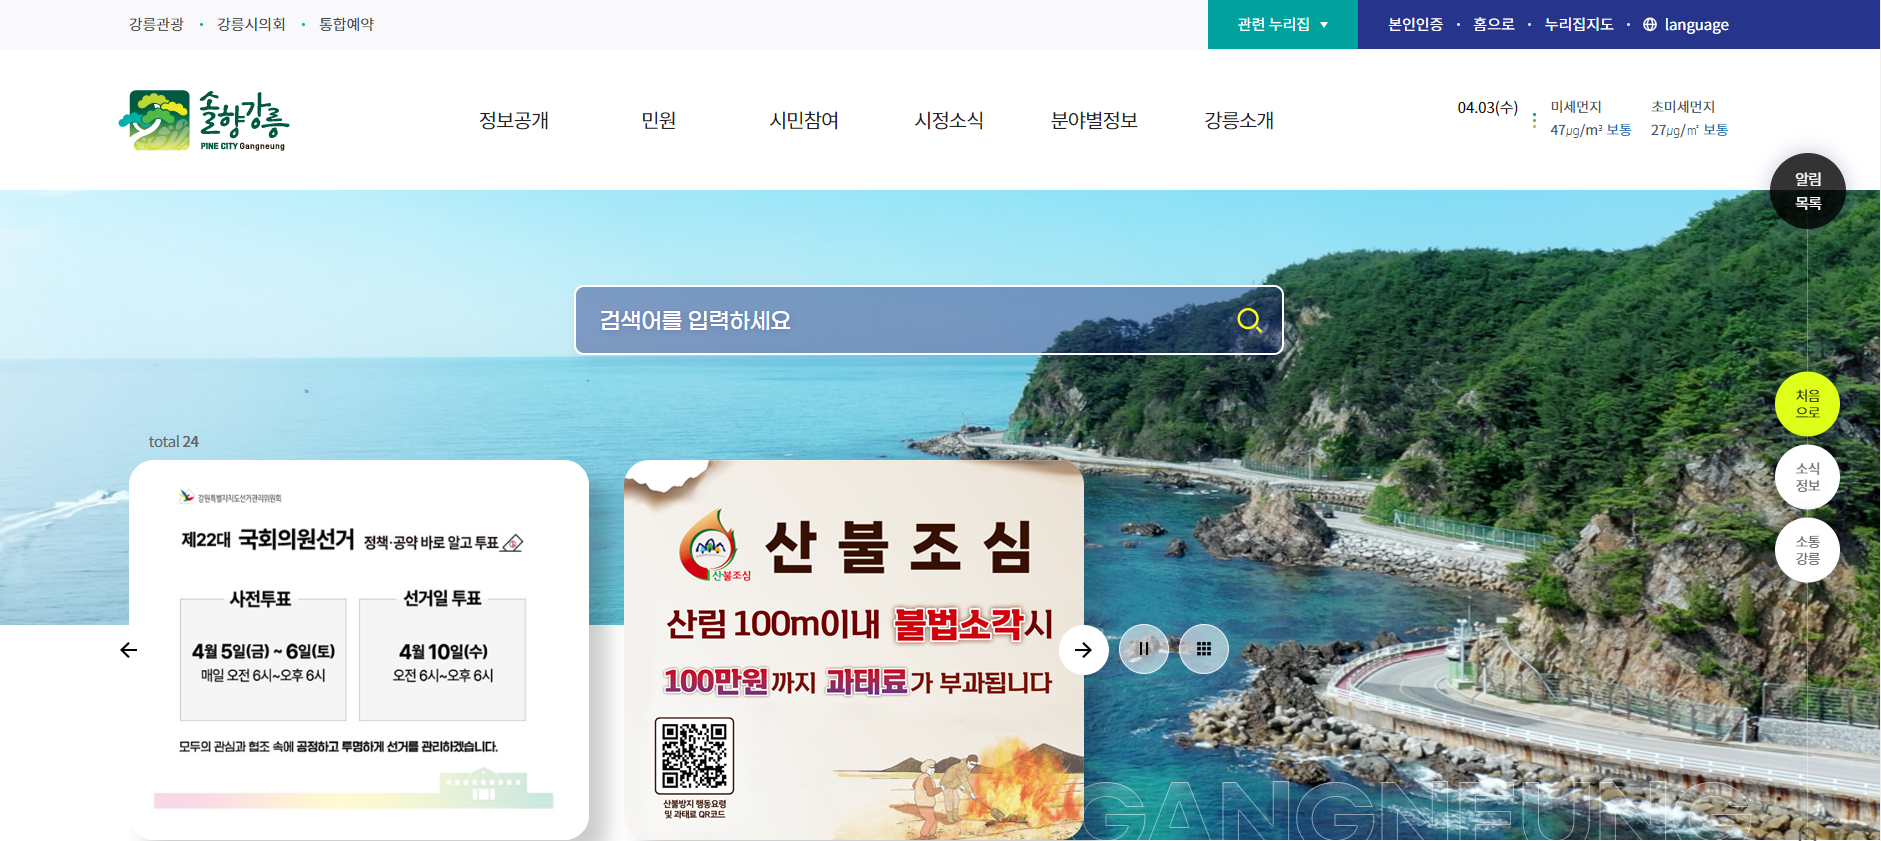 강릉관광 · 강릉시의회 · 통합예약
관련 누리집
본인인증 · 홈으로 · 누리집지도 · language
솔향강릉
PINE CITY Gangneung
정보공개 민원 시민참여 시정소식 분야별정보 강릉소개
04.03(수)
미세먼지
47㎍/m³ 보통
초미세먼지
27㎍/㎥ 보통
알림
목록
검색어를 입력하세요
처음
으로
소식
정보
소통
강릉
total 24
강원특별자치도선거관리위원회
제22대 국회의원선거 정책·공약 바로 알고 투표
사전투표
4월 5일(금) ~ 6일(토)
매일 오전 6시~오후 6시
선거일 투표
4월 10일(수)
오전 6시~오후 6시
모두의 관심과 협조 속에 공정하고 투명하게 선거를 관리하겠습니다.
산불조심
산불조심
산림 100m이내 불법소각시
100만원까지 과태료가 부과됩니다
산불방지 행동요령
및 과태료 QR코드
GANGNEUNG